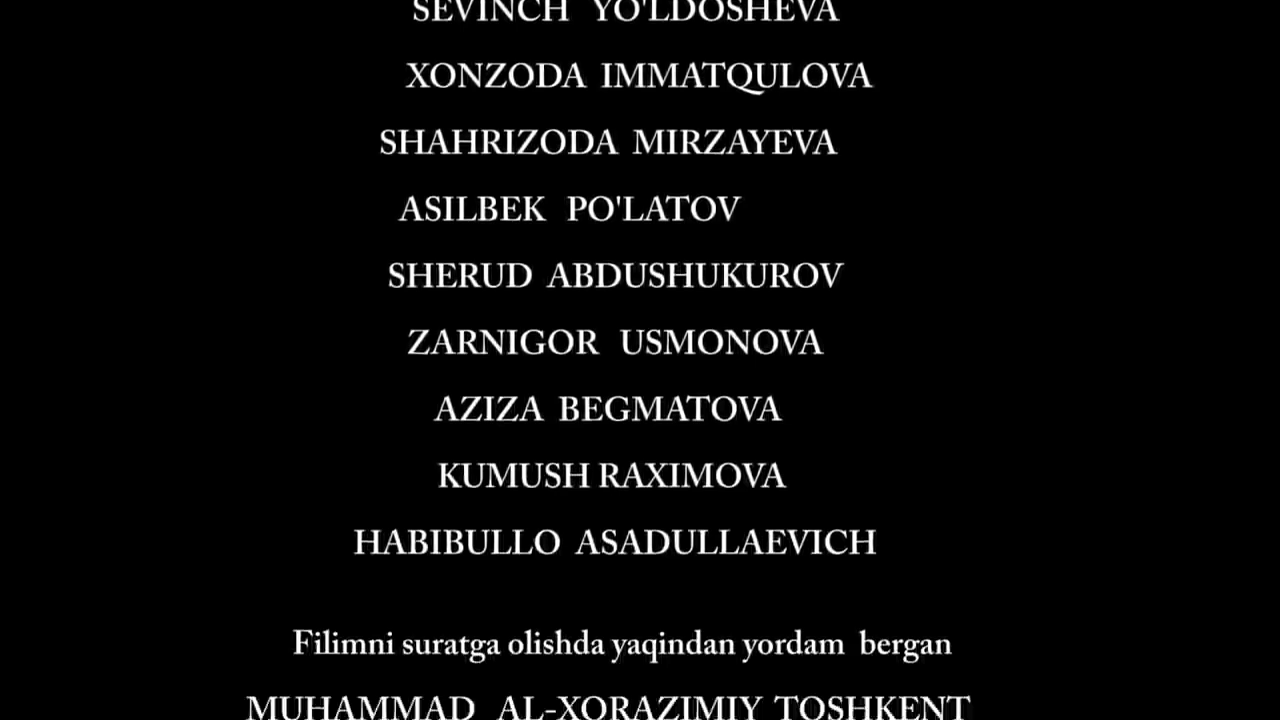 SEVINCH YO'LDOSHEVA
XONZODA IMMATQULOVA
SHAHRIZODA MIRZAYEVA
ASILBEK PO'LATOV
SHERUD ABDUSHUKUROV
ZARNIGOR USMONOVA
AZIZA BEGMATOVA
KUMUSH RAXIMOVA
HABIBULLO ASADULLAEVICH
Filimni suratga olishda yaqindan yordam bergan
MUHAMMAD AL-XORAZIMIY TOSHKENT